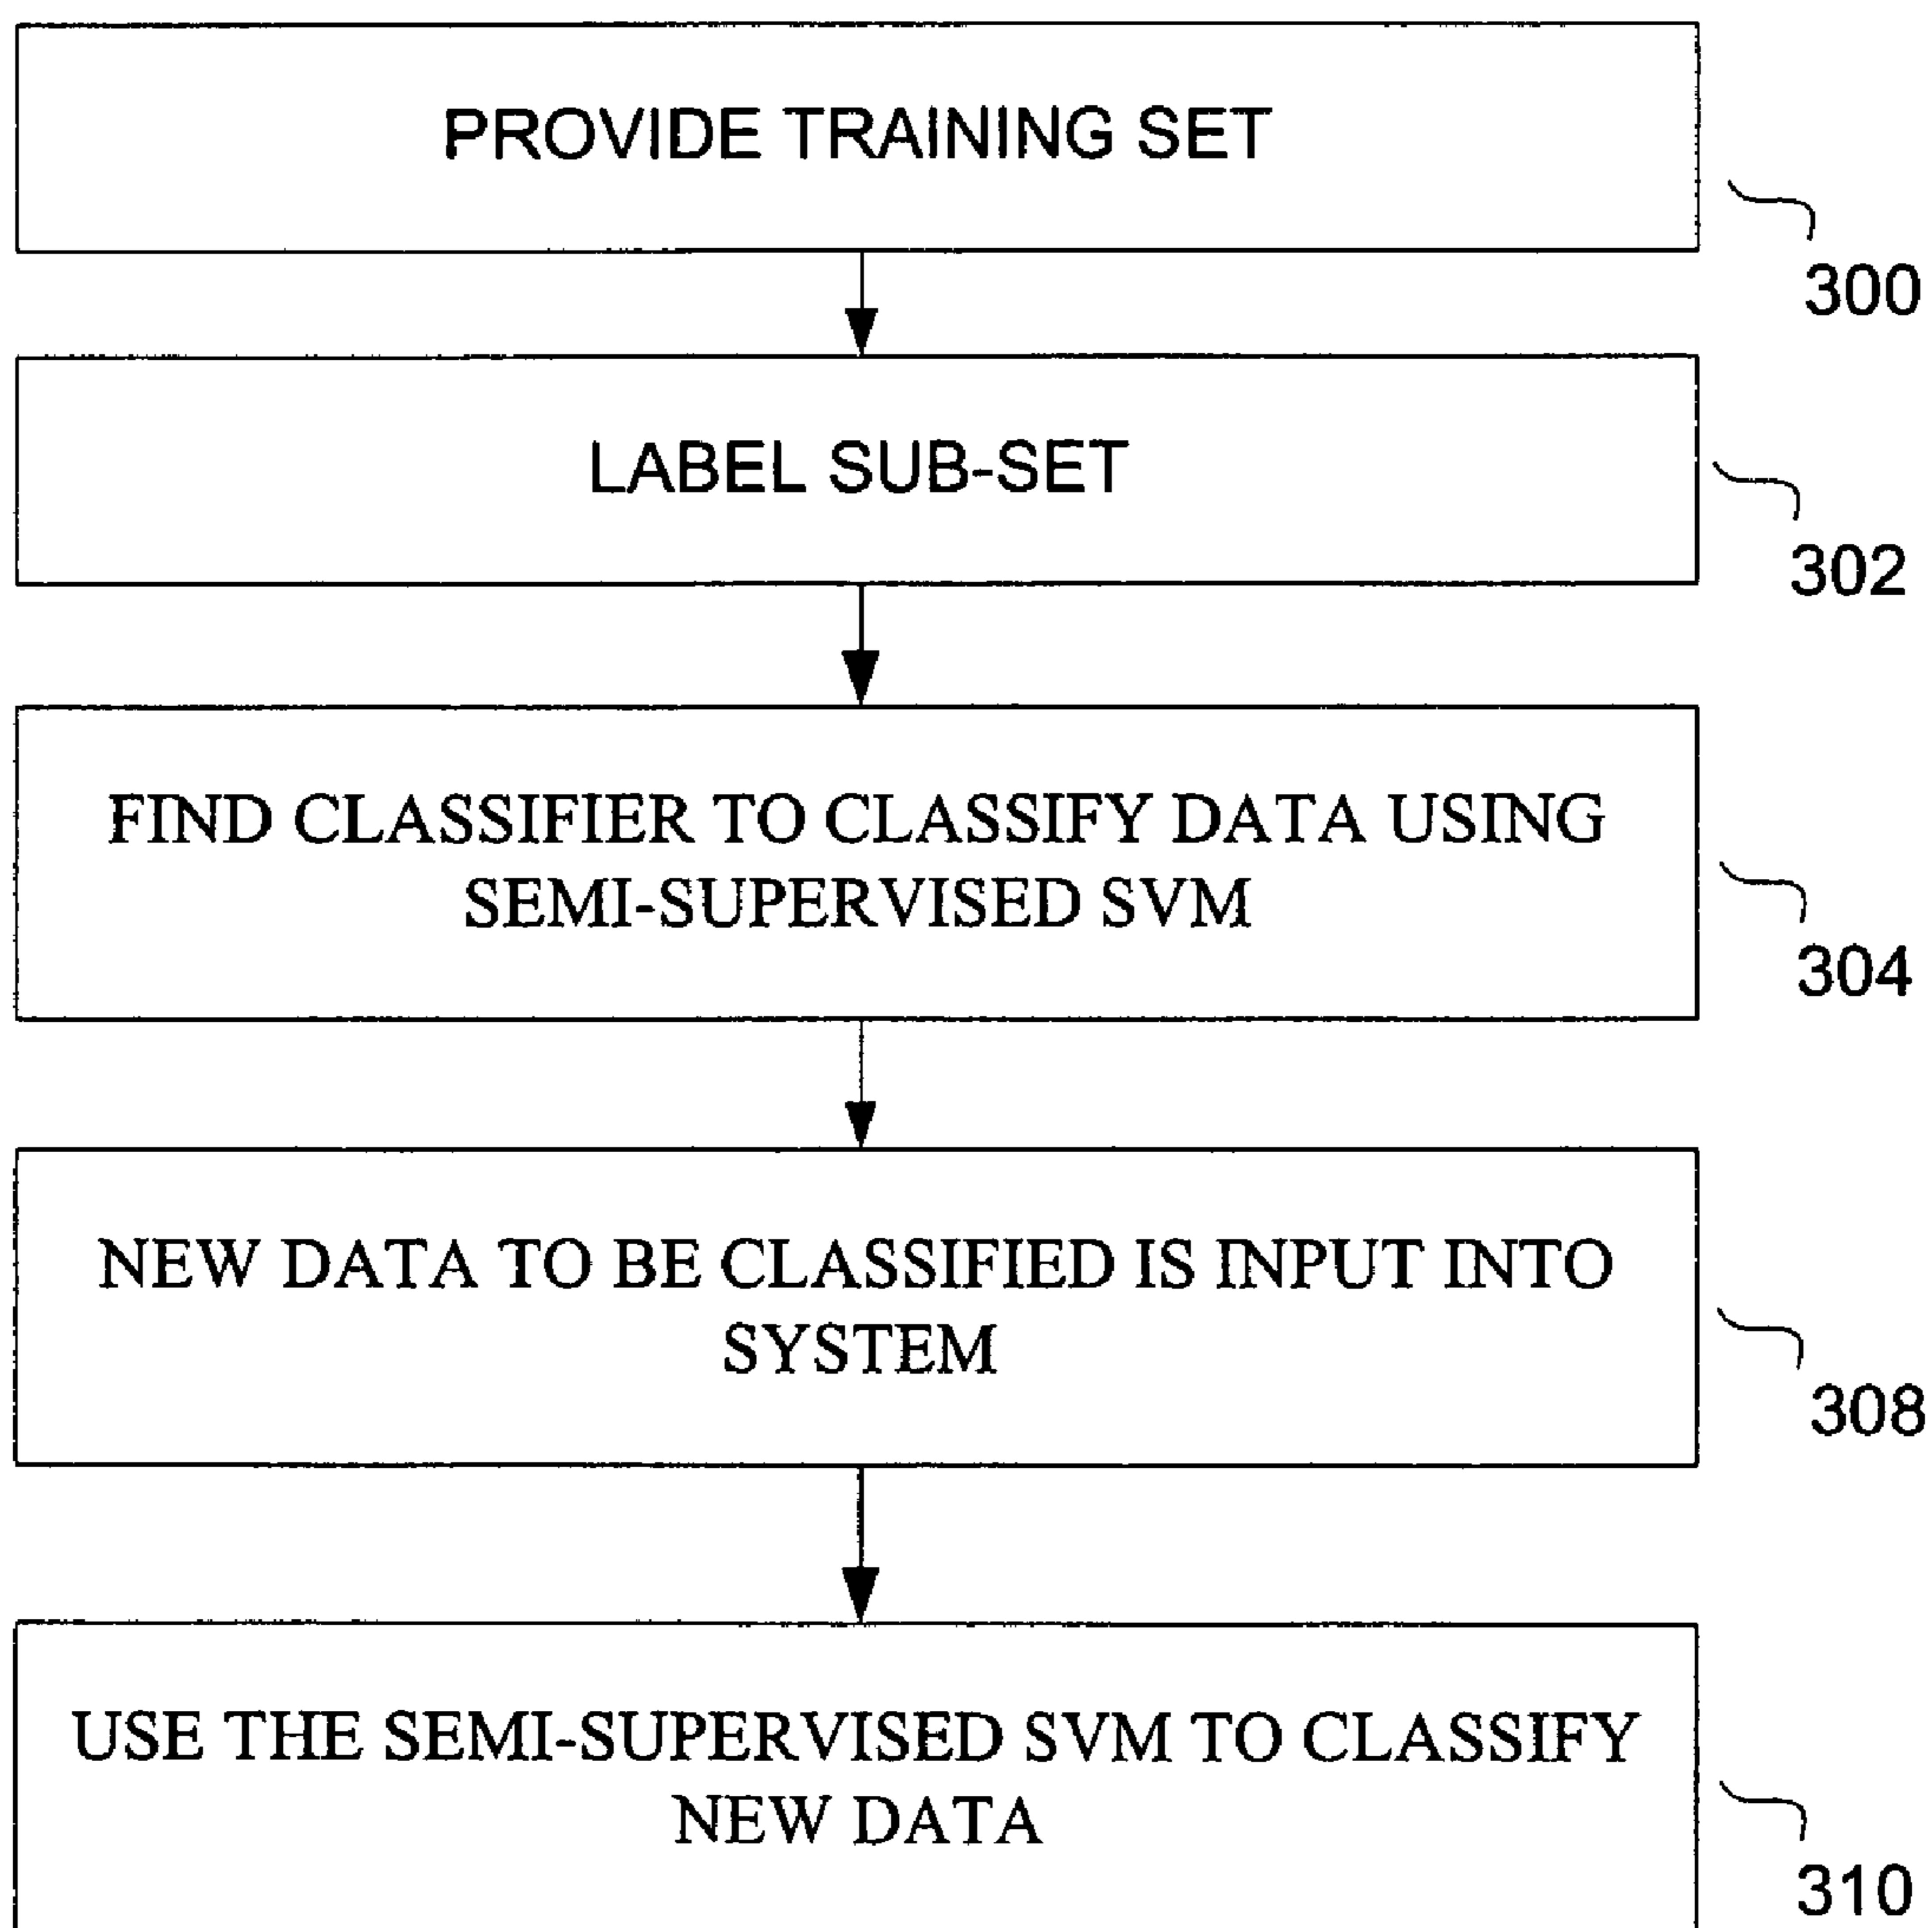 PROVIDE TRAINING SET
300
LABEL SUB-SET
302
FIND CLASSIFIER TO CLASSIFY DATA USING
SEMI-SUPERVISED SVM
304
NEW DATA TO BE CLASSIFIED IS INPUT INTO
SYSTEM
308
USE THE SEMI-SUPERVISED SVM TO CLASSIFY
NEW DATA
310